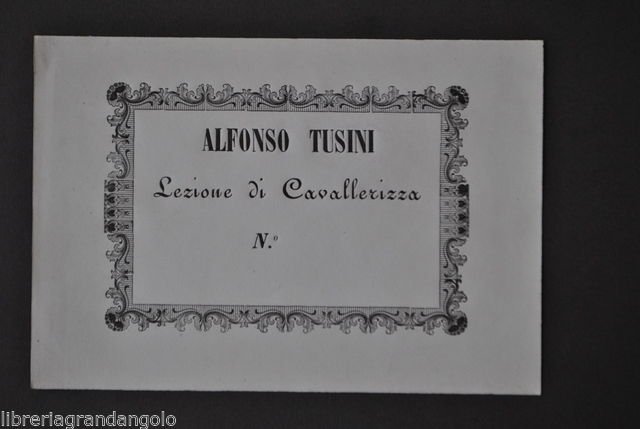 ALFONSO TUSINI
Lezione di Cavallerizza
N.º
libreriagrandangolo